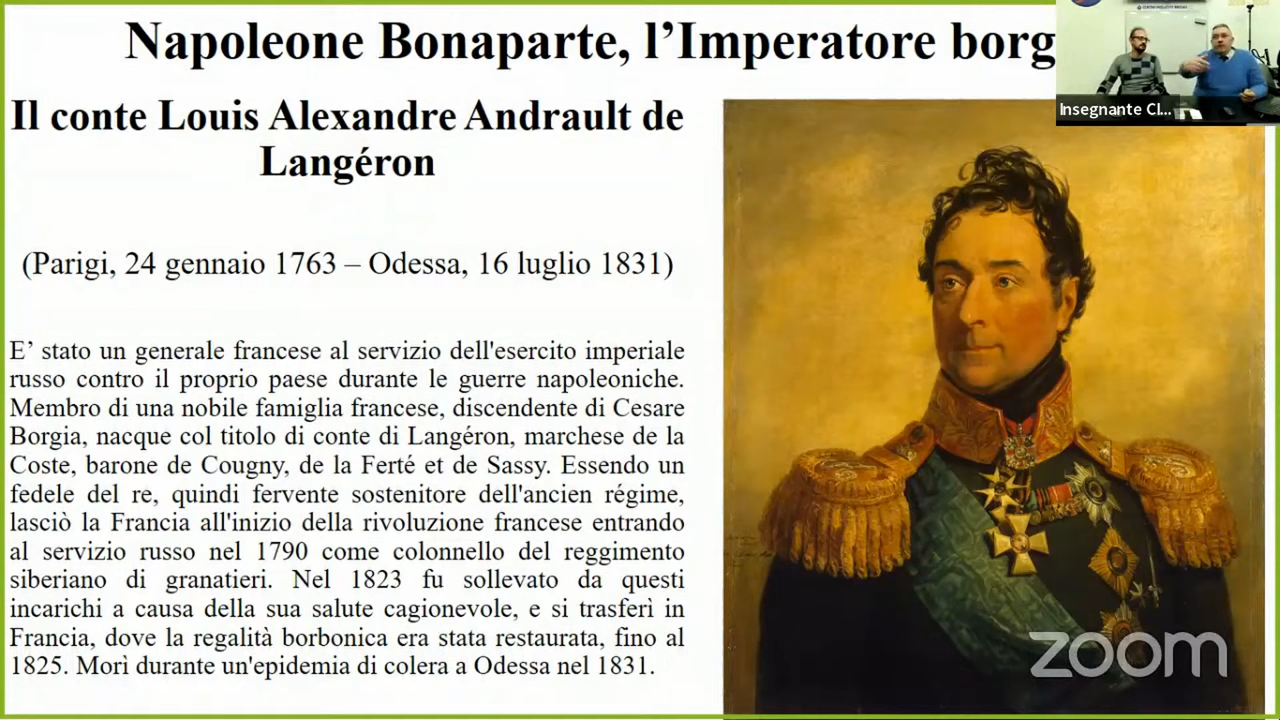 Napoleone Bonaparte, l’Imperatore borg
Il conte Louis Alexandre Andrault de
Langéron
(Parigi, 24 gennaio 1763 – Odessa, 16 luglio 1831)
E’ stato un generale francese al servizio dell'esercito imperiale
russo contro il proprio paese durante le guerre napoleoniche.
Membro di una nobile famiglia francese, discendente di Cesare
Borgia, nacque col titolo di conte di Langéron, marchese de la
Coste, barone de Cougny, de la Ferté et de Sassy. Essendo un
fedele del re, quindi fervente sostenitore dell'ancien régime,
lasciò la Francia all'inizio della rivoluzione francese entrando
al servizio russo nel 1790 come colonnello del reggimento
siberiano di granatieri. Nel 1823 fu sollevato da questi
incarichi a causa della sua salute cagionevole, e si trasferì in
Francia, dove la regalità borbonica era stata restaurata, fino al
1825. Morì durante un'epidemia di colera a Odessa nel 1831.
Insegnante Cl...
zoom